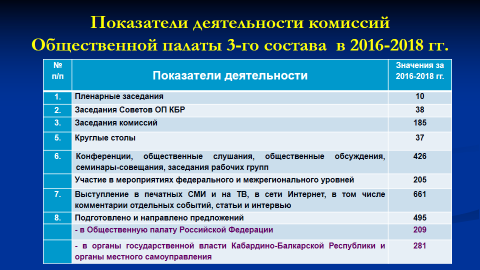 Показатели деятельности комиссий
Общественной палаты 3-го состава в 2016-2018 гг.
№ п/п Показатели деятельности Значения за 2016-2018 гг.
1. Пленарные заседания 10
2. Заседания Советов ОП КБР 38
3. Заседания комиссий 185
5. Круглые столы 37
6. Конференции, общественные слушания, общественные обсуждения, 426
семинары-совещания, заседания рабочих групп
Участие в мероприятиях федерального и межрегионального уровней 205
7. Выступление в печатных СМИ и на ТВ, в сети Интернет, в том числе 661
комментарии отдельных событий, статьи и интервью
8. Подготовлено и направлено предложений 495
- в Общественную палату Российской Федерации 209
- в органы государственной власти Кабардино-Балкарской Республики и 281
органы местного самоуправления